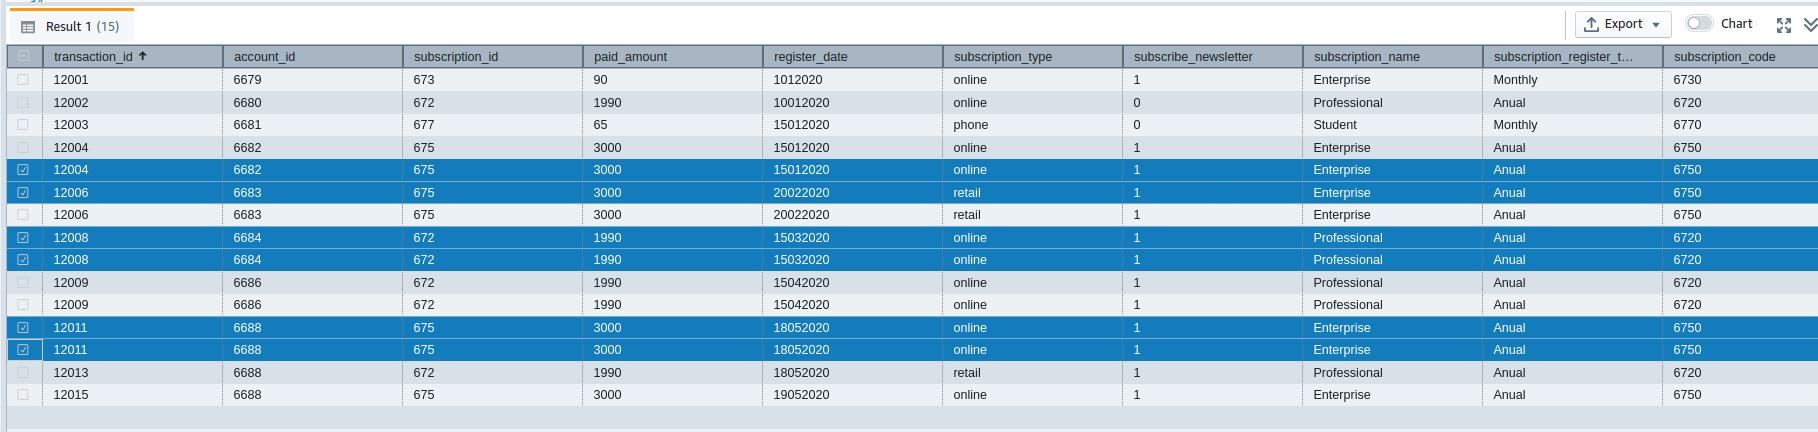 Result 1 (15) Export Chart
transaction_id account_id subscription_id paid_amount register_date subscription_type subscribe_newsletter subscription_name subscription_register_t... subscription_code
12001 6679 673 90 1012020 online 1 Enterprise Monthly 6730
12002 6680 672 1990 10012020 online 0 Professional Anual 6720
12003 6681 677 65 15012020 phone 0 Student Monthly 6770
12004 6682 675 3000 15012020 online 1 Enterprise Anual 6750
12004 6682 675 3000 15012020 online 1 Enterprise Anual 6750
12006 6683 675 3000 20022020 retail 1 Enterprise Anual 6750
12006 6683 675 3000 20022020 retail 1 Enterprise Anual 6750
12008 6684 672 1990 15032020 online 1 Professional Anual 6720
12008 6684 672 1990 15032020 online 1 Professional Anual 6720
12009 6686 672 1990 15042020 online 1 Professional Anual 6720
12009 6686 672 1990 15042020 online 1 Professional Anual 6720
12011 6688 675 3000 18052020 online 1 Enterprise Anual 6750
12011 6688 675 3000 18052020 online 1 Enterprise Anual 6750
12013 6688 672 1990 18052020 retail 1 Professional Anual 6720
12015 6688 675 3000 19052020 online 1 Enterprise Anual 6750